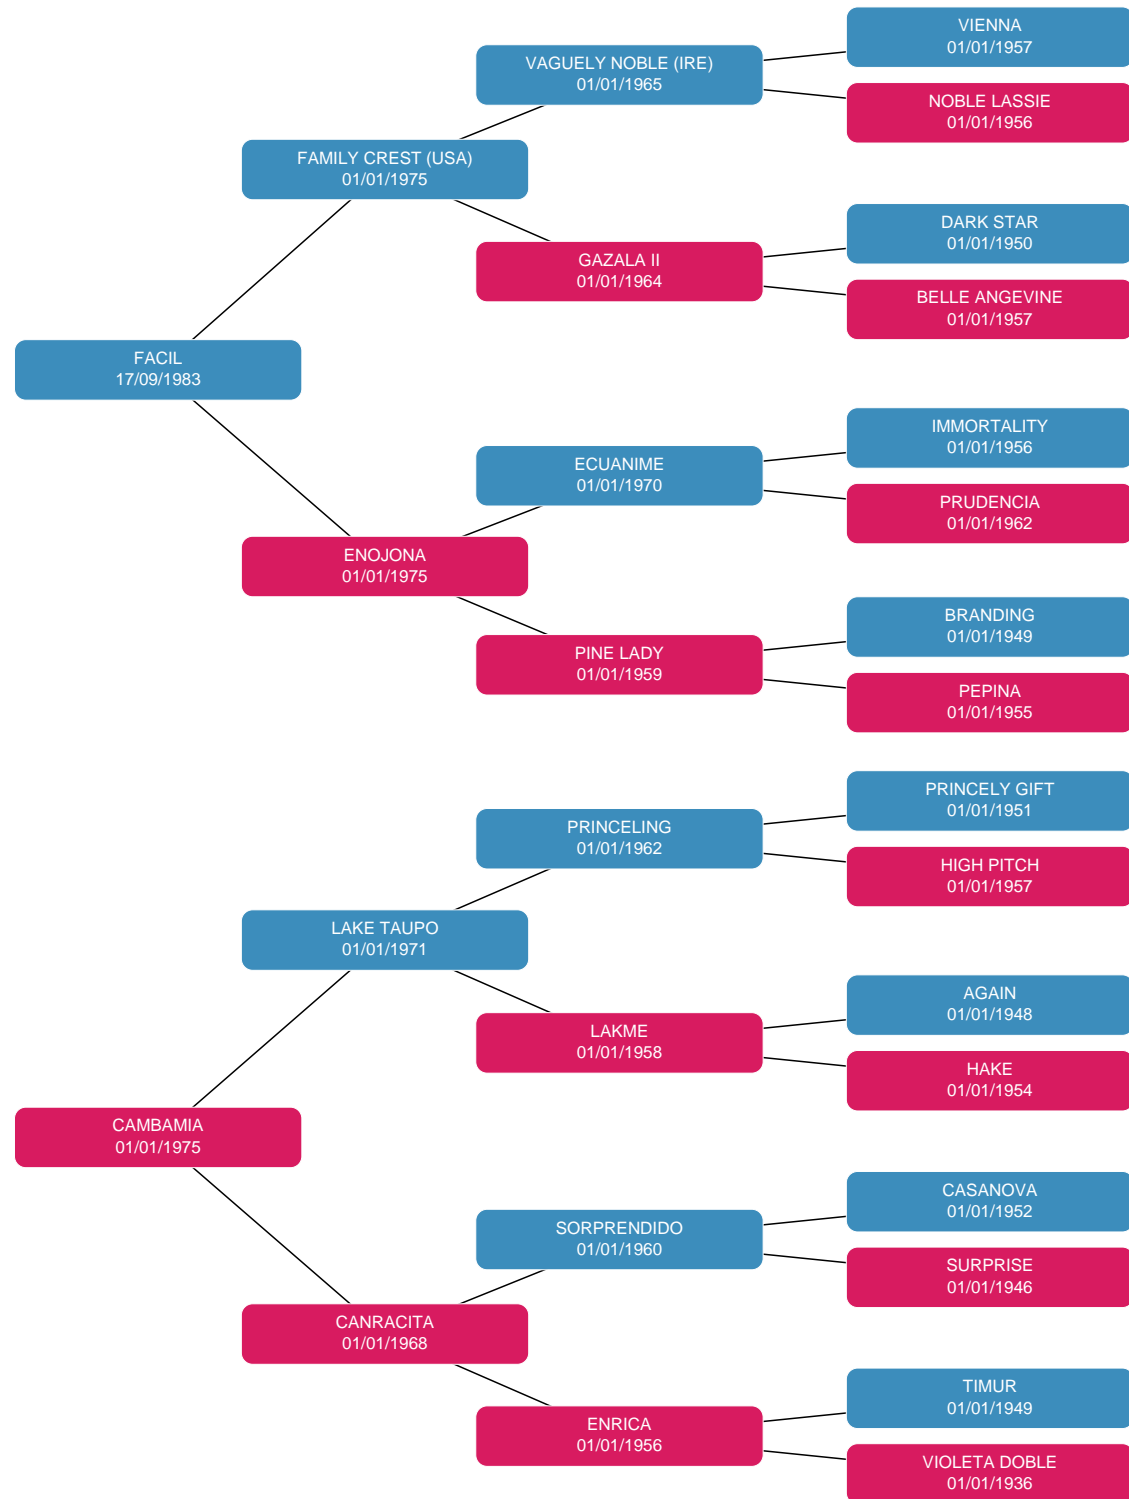 VIENNA
01/01/1957
VAGUELY NOBLE (IRE)
01/01/1965
NOBLE LASSIE
01/01/1956
FAMILY CREST (USA)
01/01/1975
DARK STAR
01/01/1950
GAZALA II
01/01/1964
BELLE ANGEVINE
01/01/1957
FACIL
17/09/1983
IMMORTALITY
01/01/1956
ECUANIME
01/01/1970
PRUDENCIA
01/01/1962
ENOJONA
01/01/1975
BRANDING
01/01/1949
PINE LADY
01/01/1959
PEPINA
01/01/1955
PRINCELY GIFT
01/01/1951
PRINCELING
01/01/1962
HIGH PITCH
01/01/1957
LAKE TAUPO
01/01/1971
AGAIN
01/01/1948
LAKME
01/01/1958
HAKE
01/01/1954
CAMBAMIA
01/01/1975
CASANOVA
01/01/1952
SORPRENDIDO
01/01/1960
SURPRISE
01/01/1946
CANRACITA
01/01/1968
TIMUR
01/01/1949
ENRICA
01/01/1956
VIOLETA DOBLE
01/01/1936